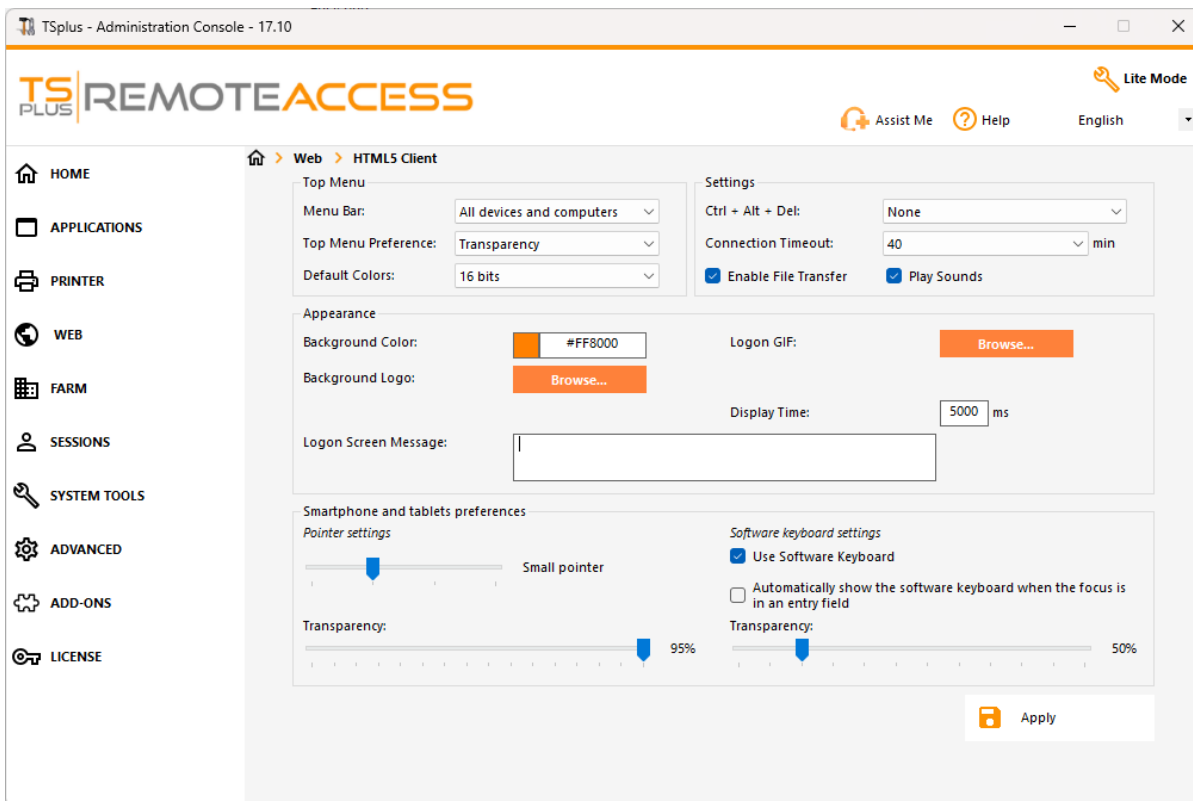 TSplus - Administration Console - 17.10
TS PLUS REMOTEACCESS
Lite Mode
Assist Me
Help
English
HOME
APPLICATIONS
PRINTER
WEB
FARM
SESSIONS
SYSTEM TOOLS
ADVANCED
ADD-ONS
LICENSE
Web > HTML5 Client
Top Menu
Menu Bar: All devices and computers
Top Menu Preference: Transparency
Default Colors: 16 bits
Settings
Ctrl + Alt + Del: None
Connection Timeout: 40 min
Enable File Transfer Play Sounds
Appearance
Background Color: #FF8000 Logon GIF: Browse...
Background Logo: Browse...
Display Time: 5000 ms
Logon Screen Message:
Smartphone and tablets preferences
Pointer settings
Small pointer
Transparency: 95%
Software keyboard settings
Use Software Keyboard
Automatically show the software keyboard when the focus is
in an entry field
Transparency: 50%
Apply